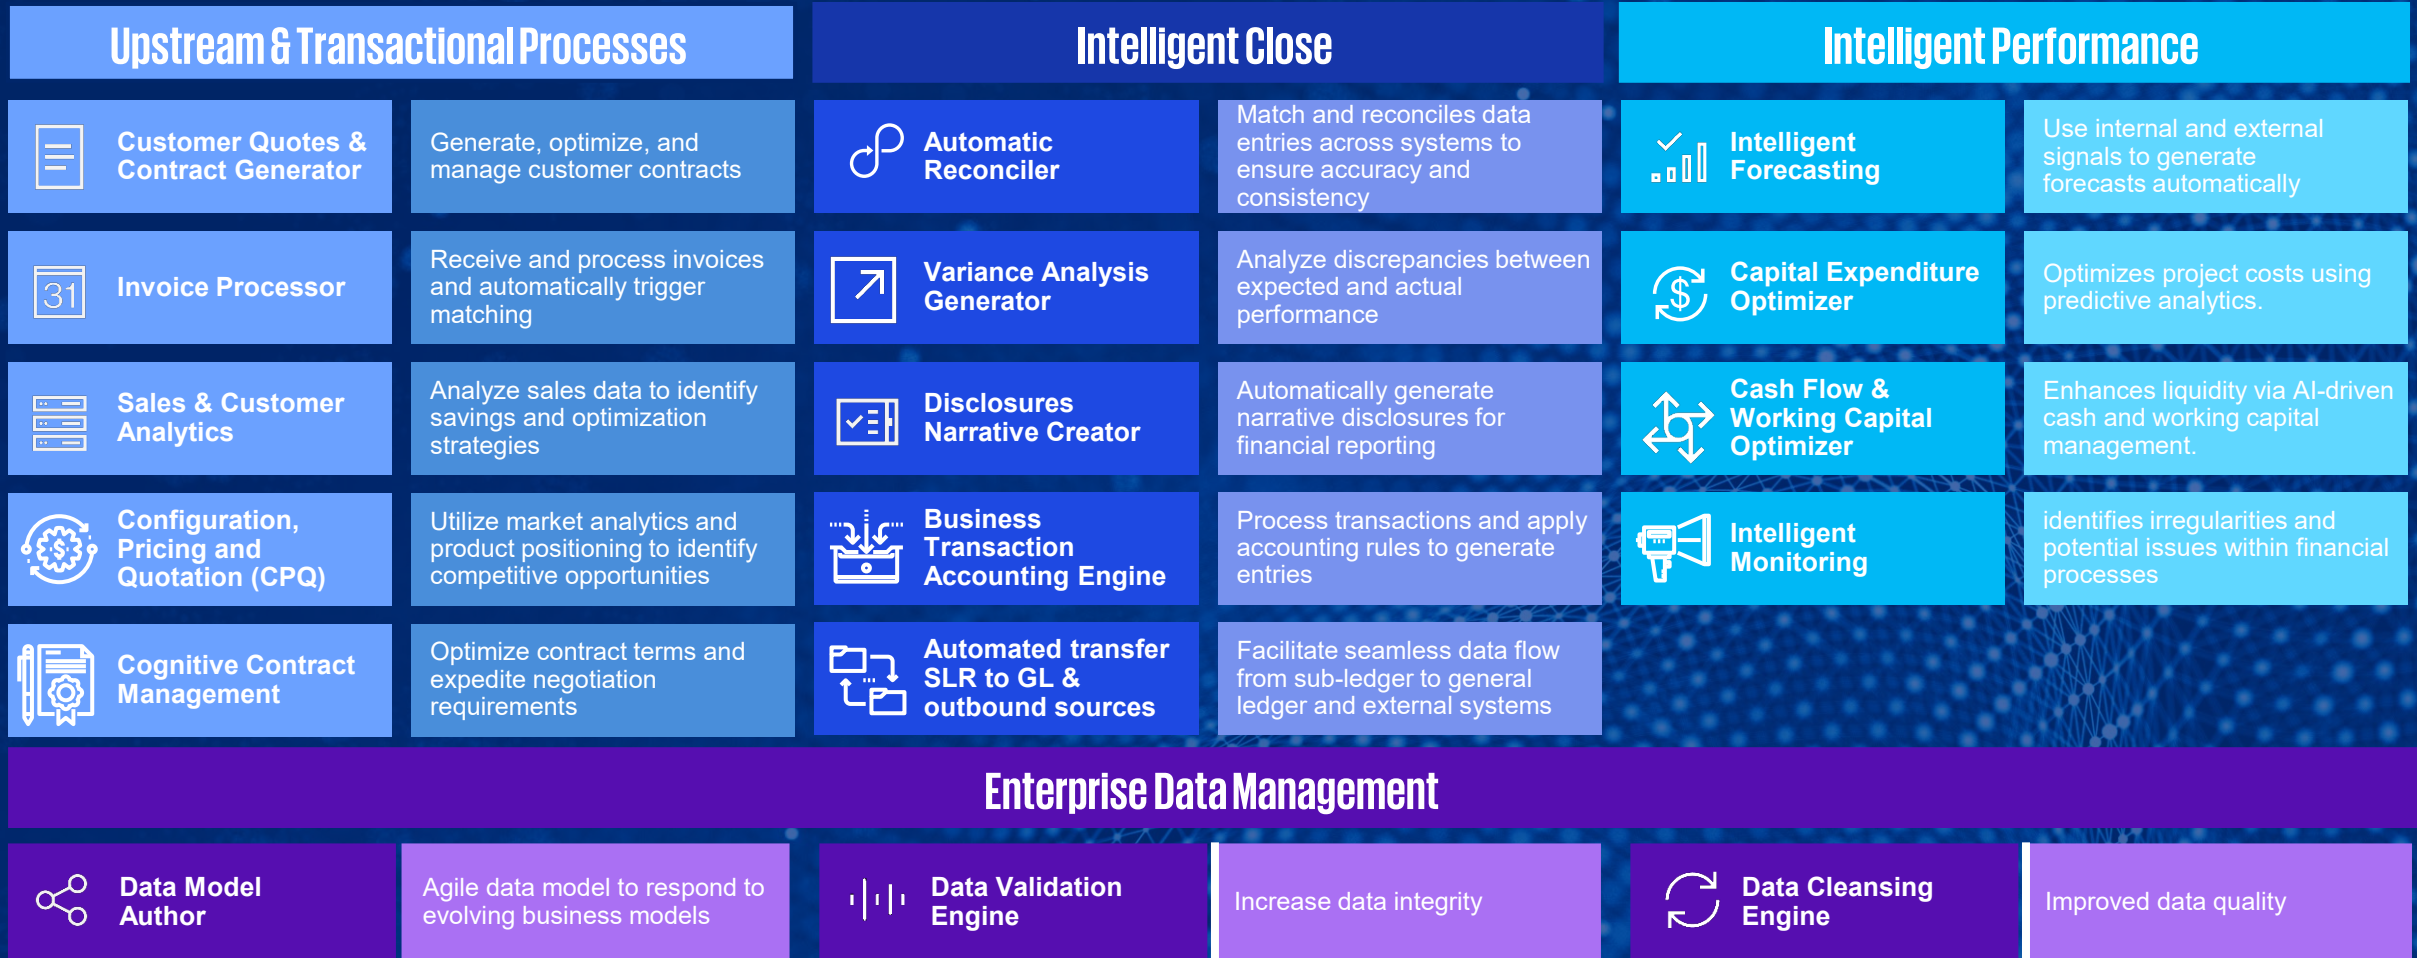 Upstream & Transactional Processes
Customer Quotes &
Contract Generator
Generate, optimize, and
manage customer contracts
31
Invoice Processor
Receive and process invoices
and automatically trigger
matching
Sales & Customer
Analytics
Analyze sales data to identify
savings and optimization
strategies
$
Configuration,
Pricing and
Quotation (CPQ)
Utilize market analytics and
product positioning to identify
competitive opportunities
Cognitive Contract
Management
Optimize contract terms and
expedite negotiation
requirements
Intelligent Close
Automatic
Reconciler
Match and reconciles data
entries across systems to
ensure accuracy and
consistency
Variance Analysis
Generator
Analyze discrepancies between
expected and actual
performance
Disclosures
Narrative Creator
Automatically generate
narrative disclosures for
financial reporting
Business
Transaction
Accounting Engine
Process transactions and apply
accounting rules to generate
entries
Automated transfer
SLR to GL &
outbound sources
Facilitate seamless data flow
from sub-ledger to general
ledger and external systems
Intelligent Performance
Intelligent
Forecasting
Use internal and external
signals to generate
forecasts automatically
$
Capital Expenditure
Optimizer
Optimizes project costs using
predictive analytics.
Cash Flow &
Working Capital
Optimizer
Enhances liquidity via AI-driven
cash and working capital
management.
Intelligent
Monitoring
identifies irregularities and
potential issues within financial
processes
Enterprise Data Management
Data Model
Author
Agile data model to respond to
evolving business models
Data Validation
Engine
Increase data integrity
Data Cleansing
Engine
Improved data quality